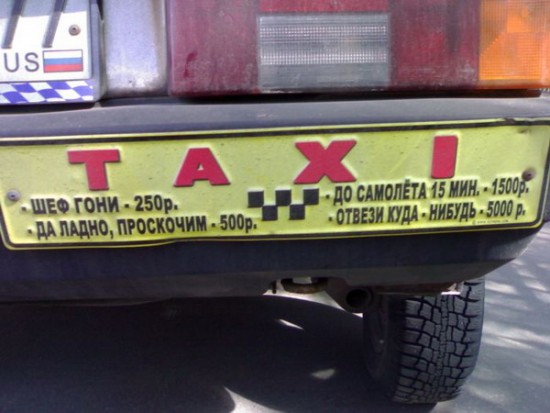 US
TAXI
- ШЕФ ГОНИ - 250р.
- ДА ЛАДНО, ПРОСКОЧИМ - 500р.
- ДО САМОЛЁТА 15 МИН. - 1500р.
- ОТВЕЗИ КУДА - НИБУДЬ - 5000 р.